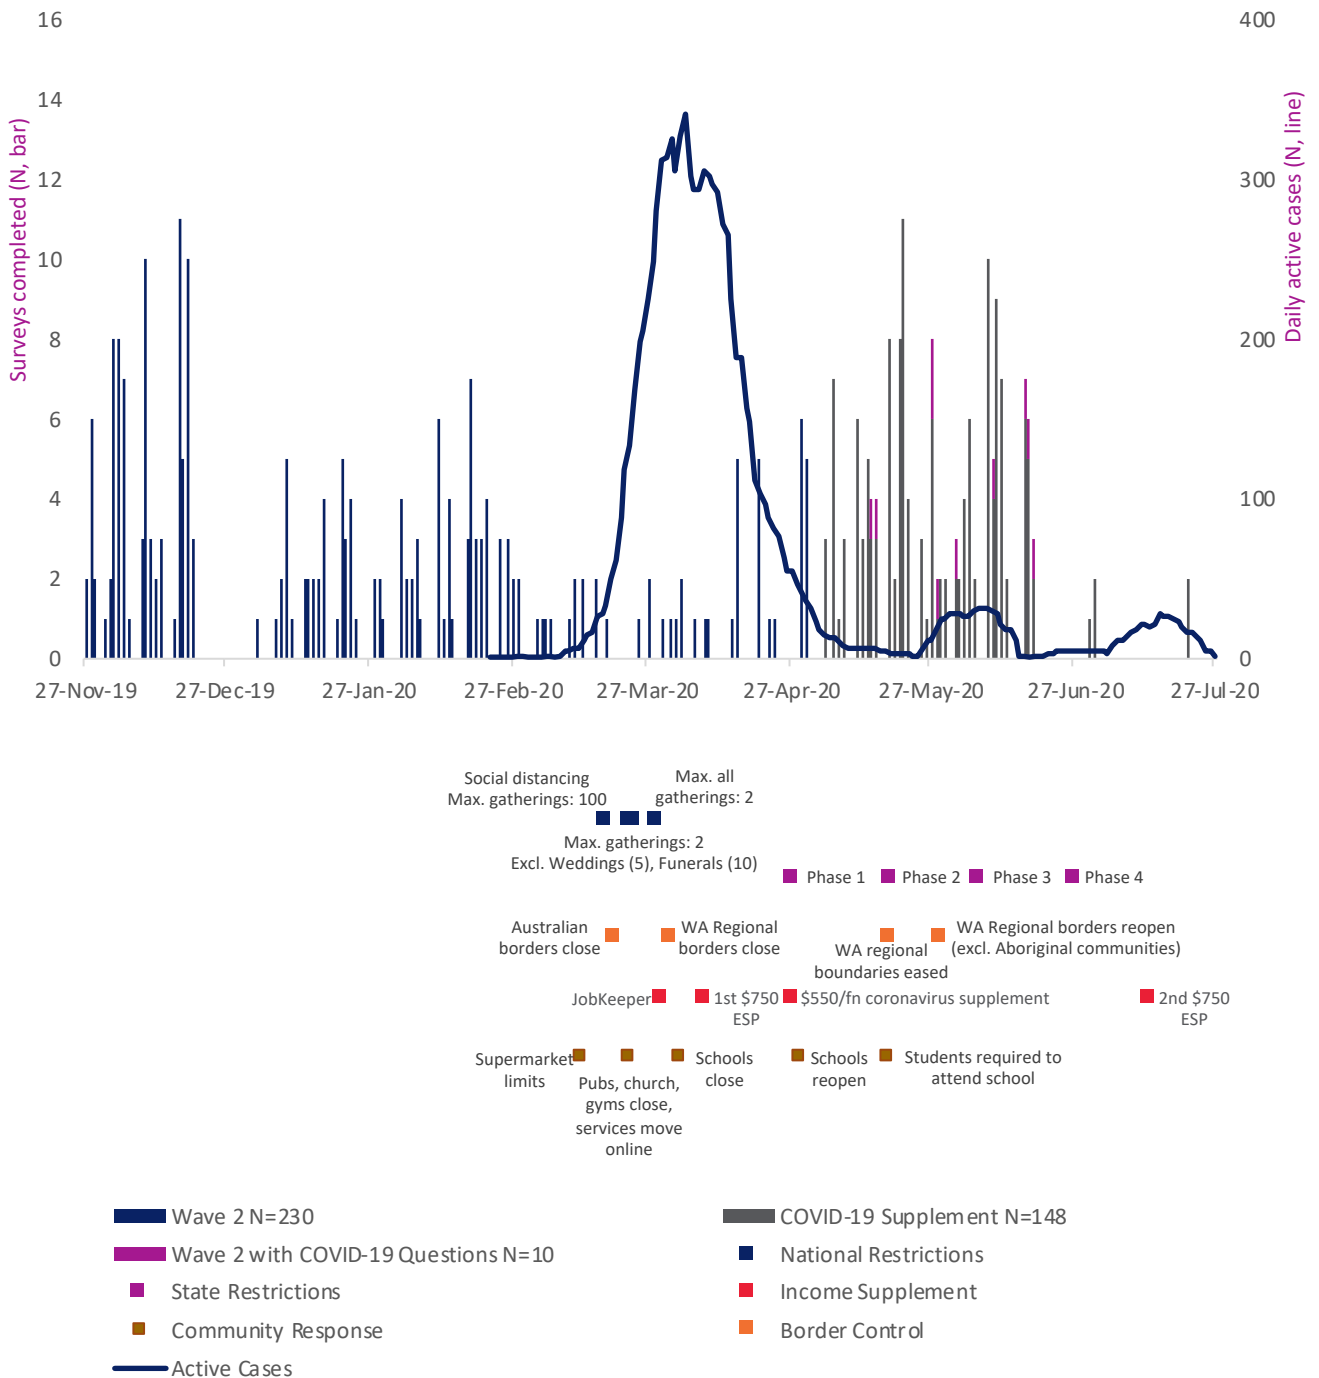 16
14
12
10
8
6
4
2
0
Surveys completed (N, bar)
400
300
200
100
0
Daily active cases (N, line)
27-Nov-19
27-Dec-19
27-Jan-20
27-Feb-20
27-Mar-20
27-Apr-20
27-May-20
27-Jun-20
27-Jul-20
Social distancing
Max. gatherings: 100
Max. all
gatherings: 2
Max. gatherings: 2
Excl. Weddings (5), Funerals (10)
Phase 1
Phase 2
Phase 3
Phase 4
Australian
borders close
WA Regional
borders close
WA regional
boundaries eased
WA Regional borders reopen
(excl. Aboriginal communities)
JobKeeper
1st $750
ESP
$550/fn coronavirus supplement
2nd $750
ESP
Supermarket
limits
Pubs, church,
gyms close,
services move
online
Schools
close
Schools
reopen
Students required to
attend school
Wave 2 N=230
COVID-19 Supplement N=148
Wave 2 with COVID-19 Questions N=10
National Restrictions
State Restrictions
Income Supplement
Community Response
Border Control
Active Cases